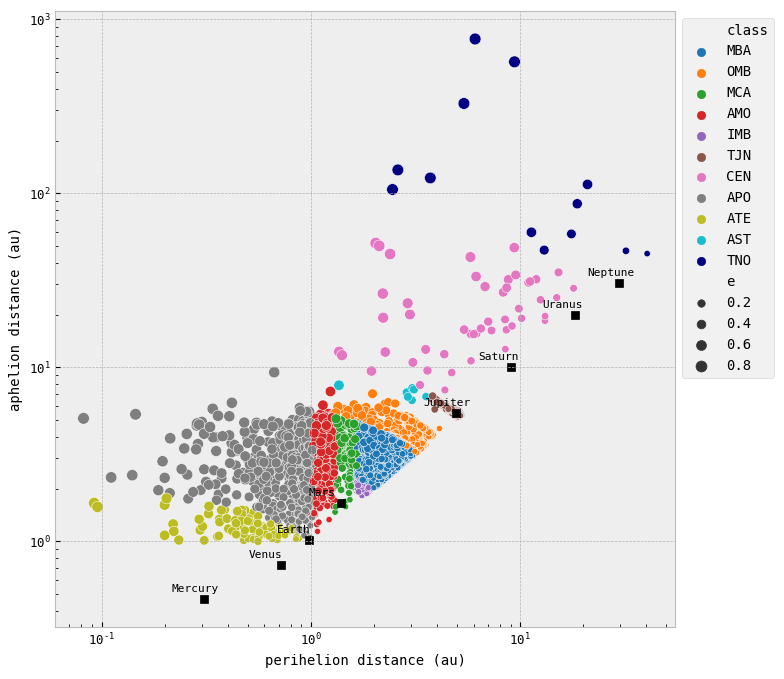 10³
10²
10¹
10⁰
aphelion distance (au)
Neptune
Uranus
Saturn
Jupiter
Mars
Earth
Venus
Mercury
10⁻¹
10⁰
10¹
perihelion distance (au)
class
MBA
OMB
MCA
AMO
IMB
TJN
CEN
APO
ATE
AST
TNO
e
0.2
0.4
0.6
0.8